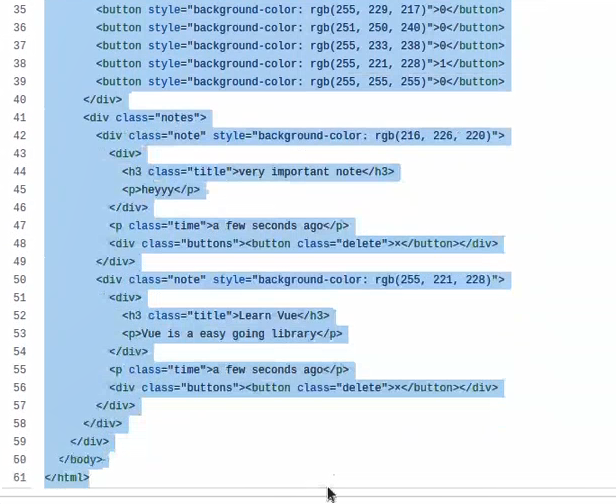 35 <button style="background-color: rgb(255, 229, 217)">0</button>
36 <button style="background-color: rgb(251, 250, 240)">0</button>
37 <button style="background-color: rgb(255, 233, 238)">0</button>
38 <button style="background-color: rgb(255, 221, 228)">1</button>
39 <button style="background-color: rgb(255, 255, 255)">0</button>
40 </div>
41 <div class="notes">
42 <div class="note" style="background-color: rgb(216, 226, 220)">
43 <div>
44 <h3 class="title">very important note</h3>
45 <p>heyyy</p>
46 </div>
47 <p class="time">a few seconds ago</p>
48 <div class="buttons"><button class="delete">×</button></div>
49 </div>
50 <div class="note" style="background-color: rgb(255, 221, 228)">
51 <div>
52 <h3 class="title">Learn Vue</h3>
53 <p>Vue is a easy going library</p>
54 </div>
55 <p class="time">a few seconds ago</p>
56 <div class="buttons"><button class="delete">×</button></div>
57 </div>
58 </div>
59 </div>
60 </body>
61 </html>